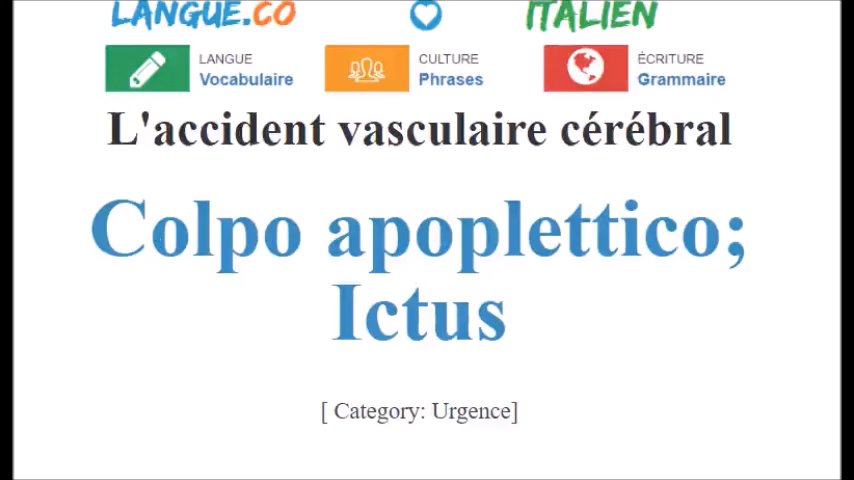 LANGUE.CO
ITALIEN
LANGUE
Vocabulaire
CULTURE
Phrases
ÉCRITURE
Grammaire
L'accident vasculaire cérébral
Colpo apoplettico;
Ictus
[ Category: Urgence]